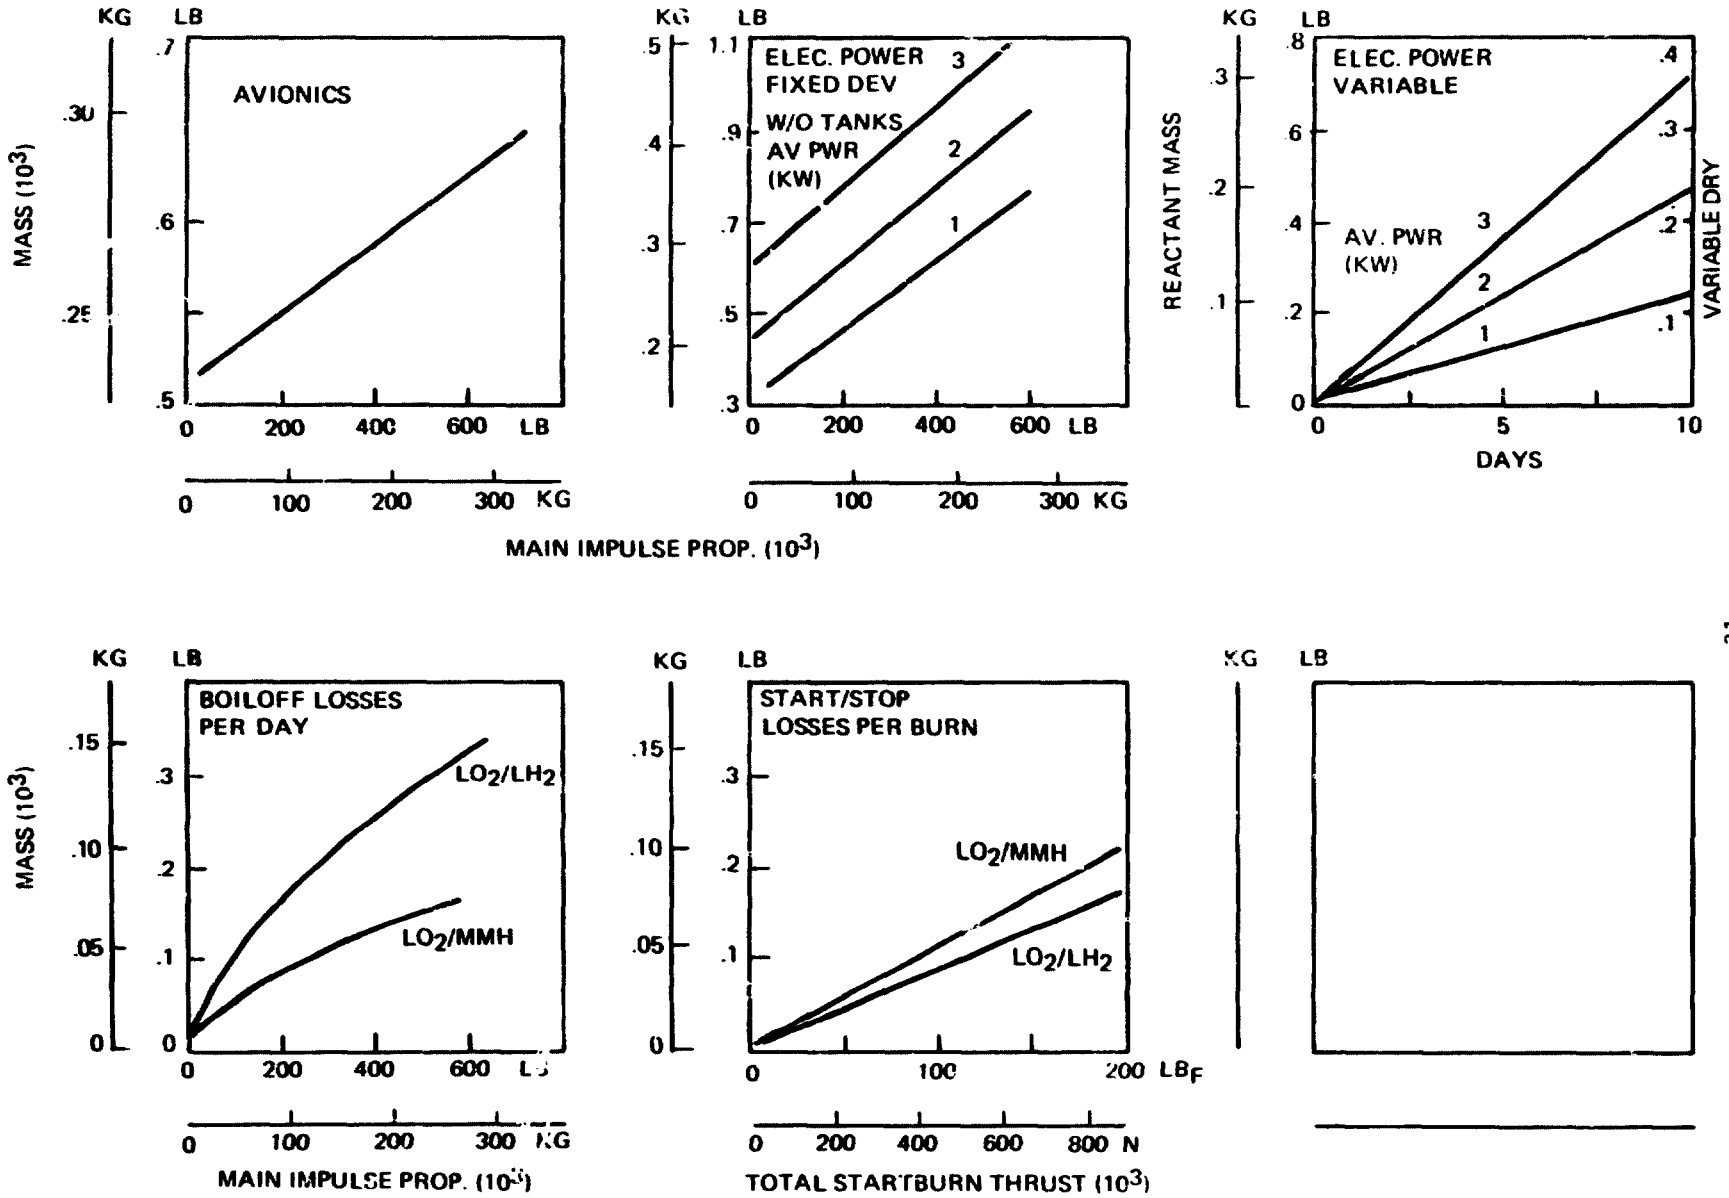 KG LB
.7
.30
.6
.25
.5
AVIONICS
MASS (10³)
0 200 400 600 LB
0 100 200 300 KG
KG LB
.5 1.1
.4 .9
.3 .7
.2 .5
.3
ELEC. POWER
FIXED DEV
W/O TANKS
AV PWR
(KW)
3
2
1
0 200 400 600 LB
0 100 200 300 KG
MAIN IMPULSE PROP. (10³)
KG LB
.8
.3
.6
.2
.4
.1
.2
0
REACTANT MASS
ELEC. POWER
VARIABLE
AV. PWR
(KW)
3
2
1
.4
.3
.2
.1
VARIABLE DRY
0 5 10
DAYS
KG LB
.15
.3
.10
.2
.05
.1
0 0
MASS (10³)
BOILOFF LOSSES
PER DAY
LO₂/LH₂
LO₂/MMH
0 200 400 600
0 100 200 300 KG
MAIN IMPULSE PROP. (10³)
KG LB
.15
.3
.10
.2
.05
.1
0
START/STOP
LOSSES PER BURN
LO₂/MMH
LO₂/LH₂
0 100 200 LB_F
0 200 400 600 800 N
TOTAL STARTBURN THRUST (10³)
KG LB